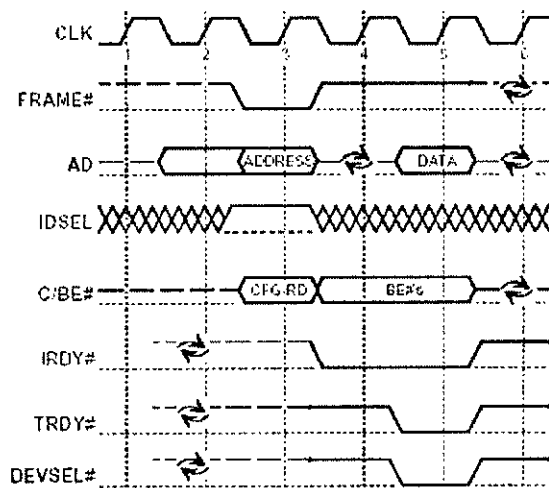 CLK
1 2 3 4 5 6
FRAME#
AD ADDRESS DATA
IDSEL
C/BE# CFG-RD BE#'s
IRDY#
TRDY#
DEVSEL#